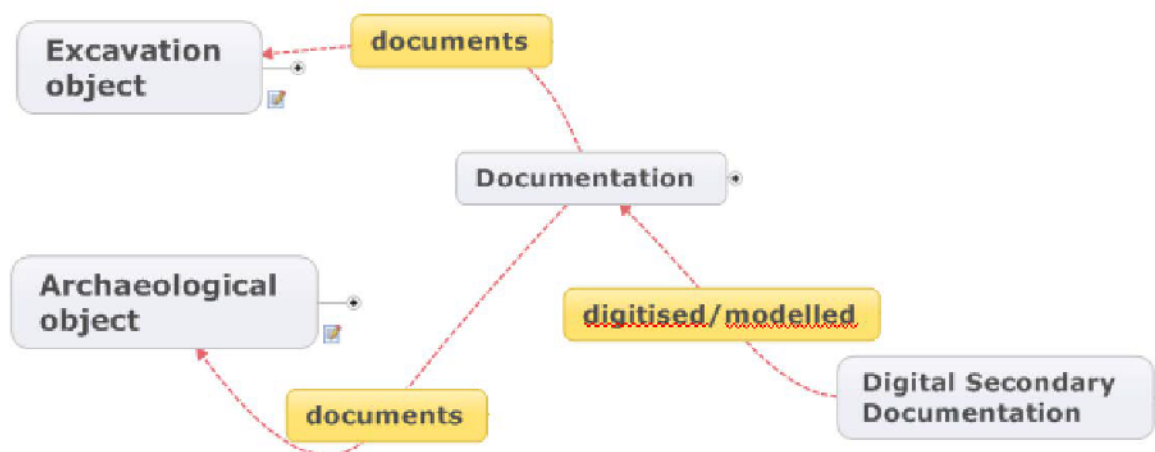 Excavation
object
documents
Documentation
Archaeological
object
digitised/modelled
Digital Secondary
Documentation
documents